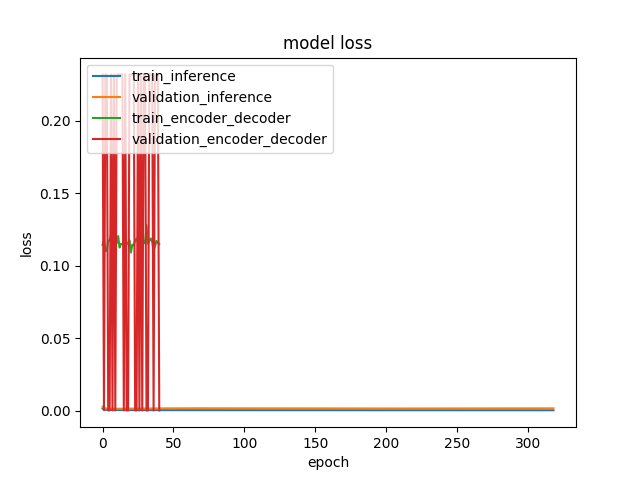 model loss
train_inference
validation_inference
train_encoder_decoder
validation_encoder_decoder
loss
0.20
0.15
0.10
0.05
0.00
0 50 100 150 200 250 300
epoch